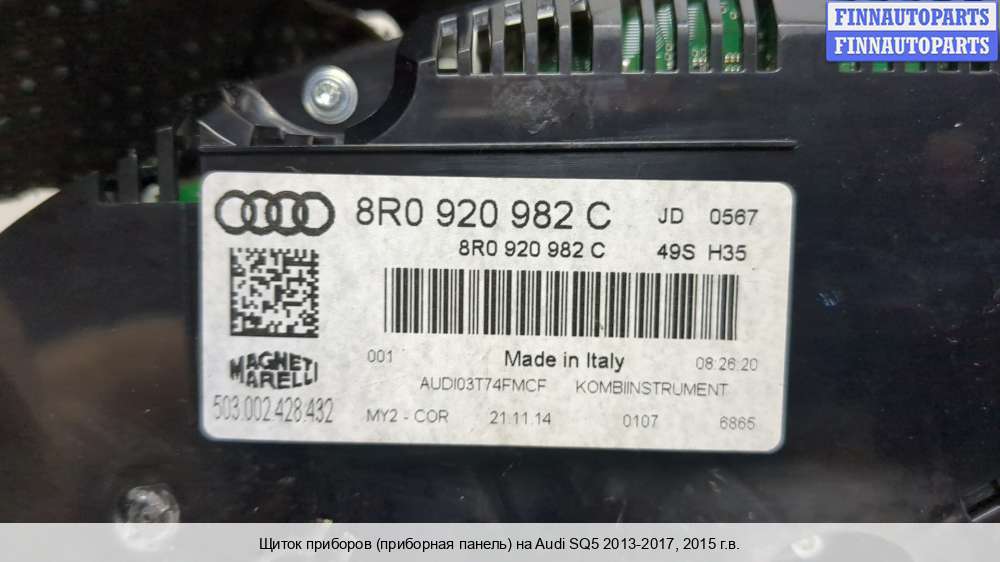 FINNAUTOPARTS
FINNAUTOPARTS
8R0 920 982 C JD 0567
8R0 920 982 C 49S H35
001 Made in Italy 08:26:20
MAGNETI
MARELLI
AUDI03T74FMCF KOMBIINSTRUMENT
503.002.428.432
MY2 - COR 21.11.14 0107 6865
Щиток приборов (приборная панель) на Audi SQ5 2013-2017, 2015 г.в.